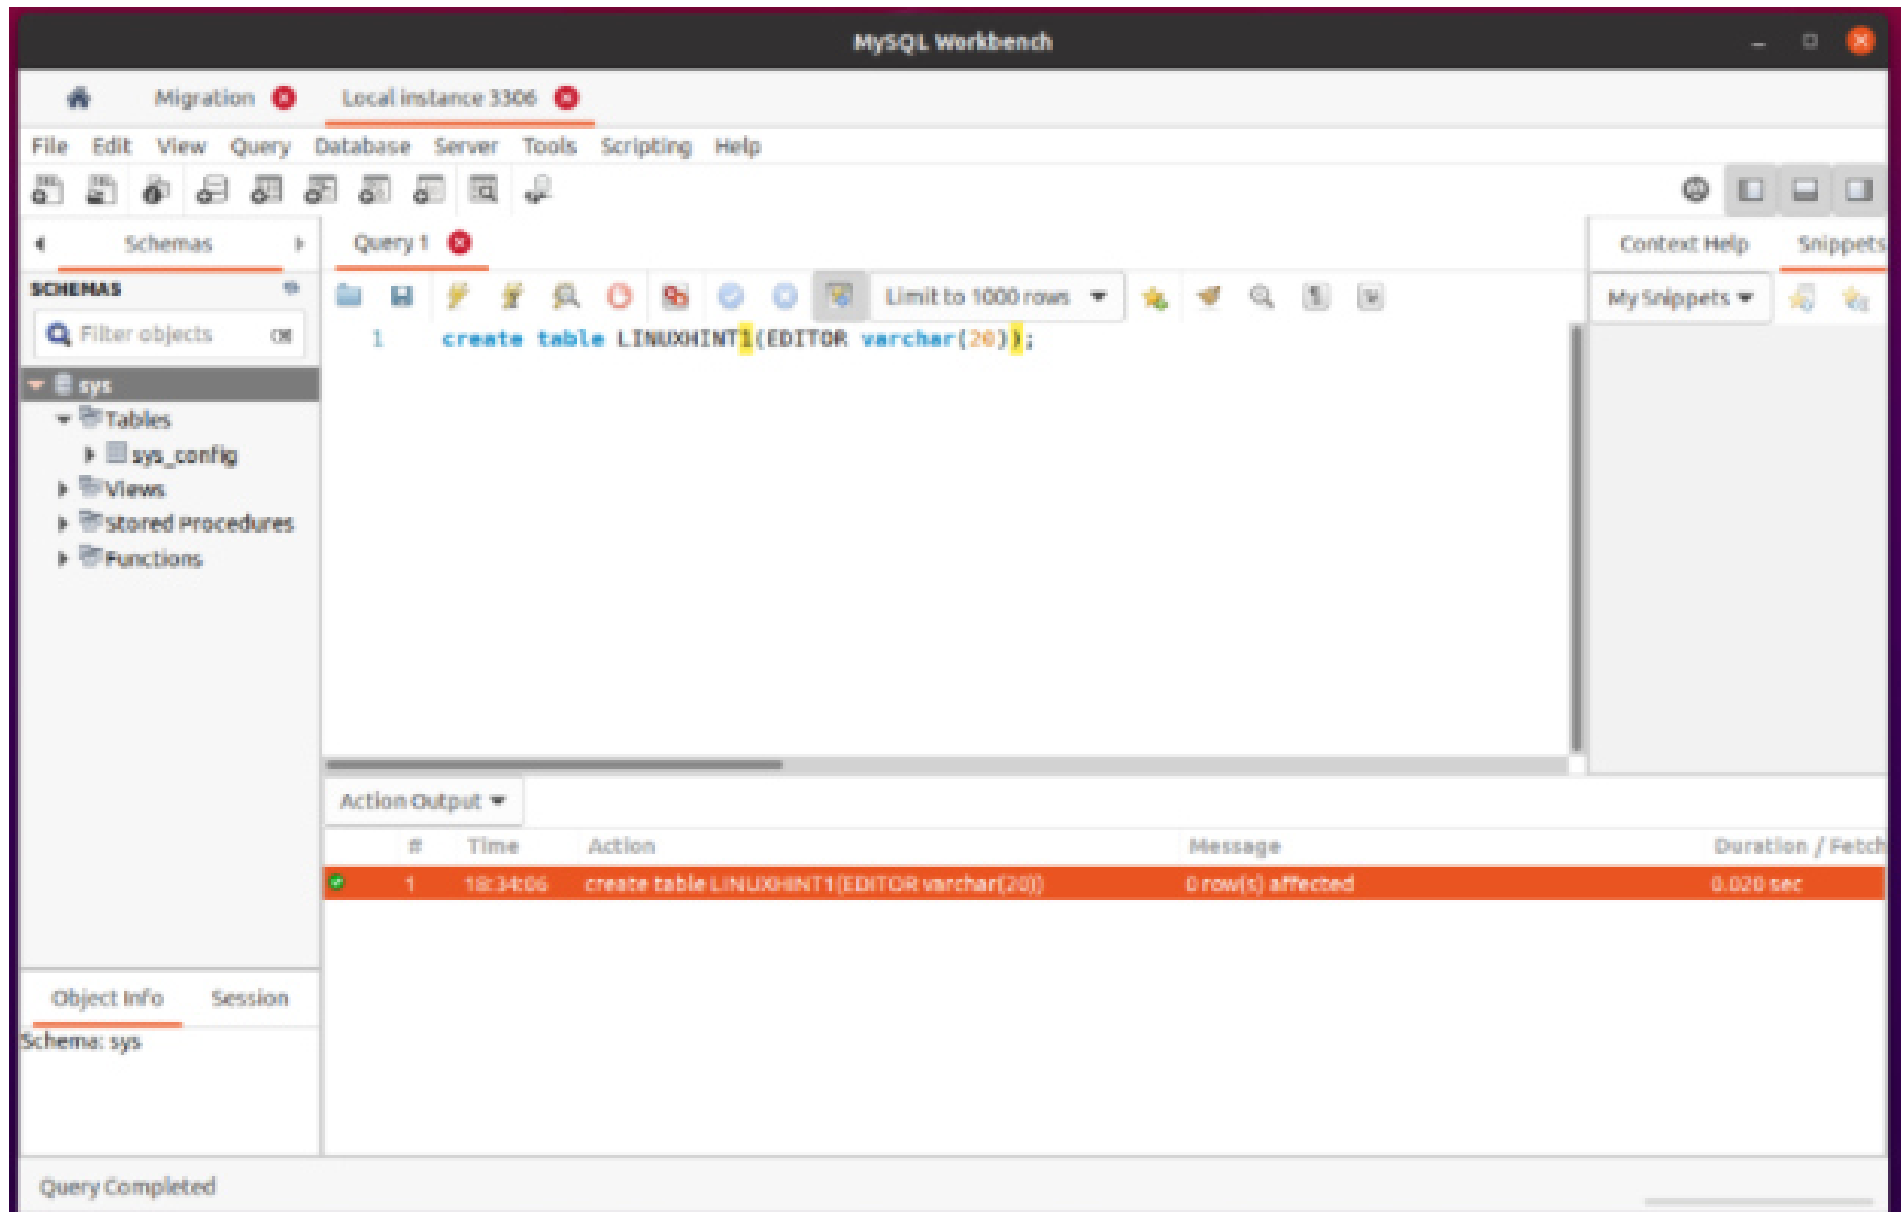 MySQL Workbench
Migration
Local instance 3306
File Edit View Query Database Server Tools Scripting Help
Schemas
Query 1
Context Help
Snippets
SCHEMAS
Limit to 1000 rows
My Snippets
Filter objects
1 create table LINUXHINT1(EDITOR varchar(20));
sys
Tables
sys_config
Views
Stored Procedures
Functions
Action Output
# Time Action Message Duration / Fetch
1 18:34:06 create table LINUXHINT1(EDITOR varchar(20)) 0 row(s) affected 0.020 sec
Object Info Session
Schema: sys
Query Completed